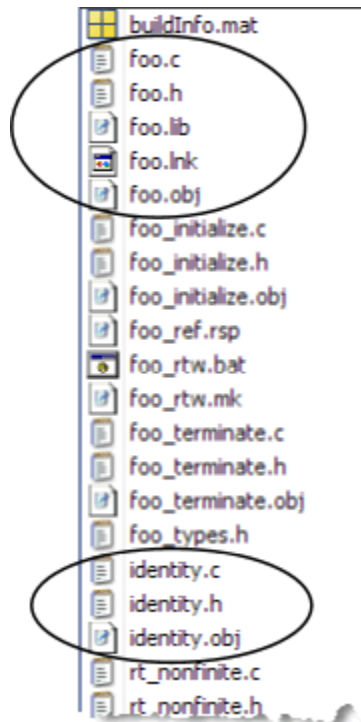 buildInfo.mat
foo.c
foo.h
foo.lib
foo.lnk
foo.obj
foo_initialize.c
foo_initialize.h
foo_initialize.obj
foo_ref.rsp
foo_rtw.bat
foo_rtw.mk
foo_terminate.c
foo_terminate.h
foo_terminate.obj
foo_types.h
identity.c
identity.h
identity.obj
rt_nonfinite.c
rt_nonfinite.h